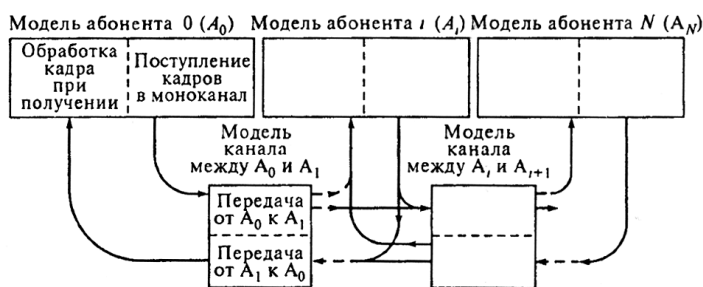 Модель абонента 0 (A₀) Модель абонента i (Aᵢ) Модель абонента N (A_N)
Обработка кадра при получении
Поступление кадров в моноканал
Модель канала между A₀ и A₁
Модель канала между Aᵢ и Aᵢ₊₁
Передача от A₀ к A₁
Передача от A₁ к A₀